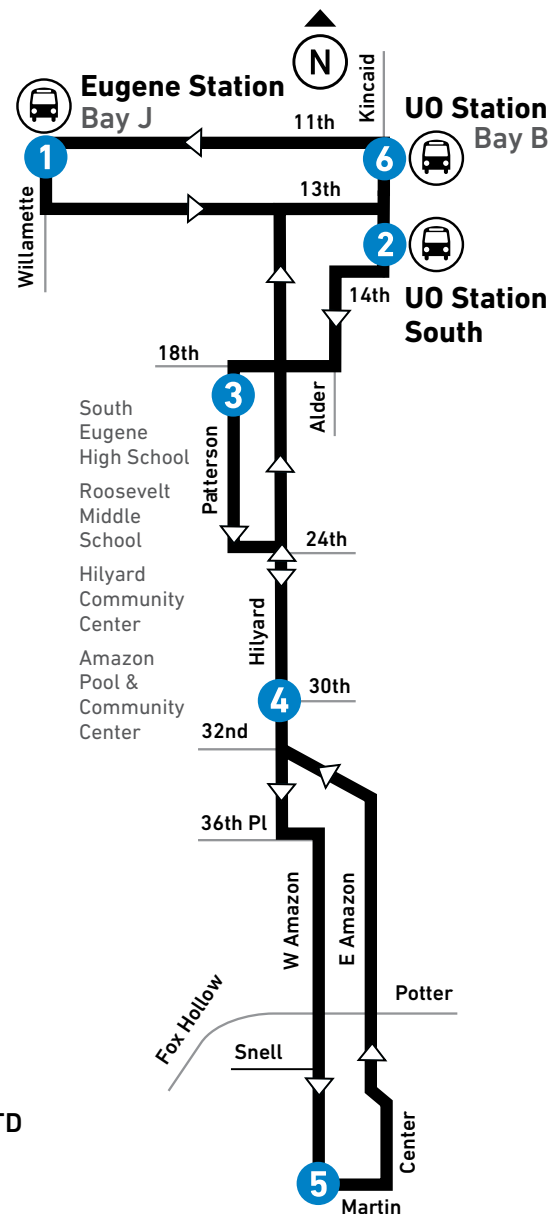 N
Kincaid
Eugene Station
Bay J
UO Station
Bay B
11th
1
6
13th
Willamette
2
14th
UO Station
South
18th
3
Alder
Patterson
South
Eugene
High School
Roosevelt
Middle
School
24th
Hilyard
Community
Center
Hilyard
Amazon
Pool &
Community
Center
4
30th
32nd
36th Pl
W Amazon
E Amazon
Potter
Fox Hollow
Snell
TD
Center
5
Martin